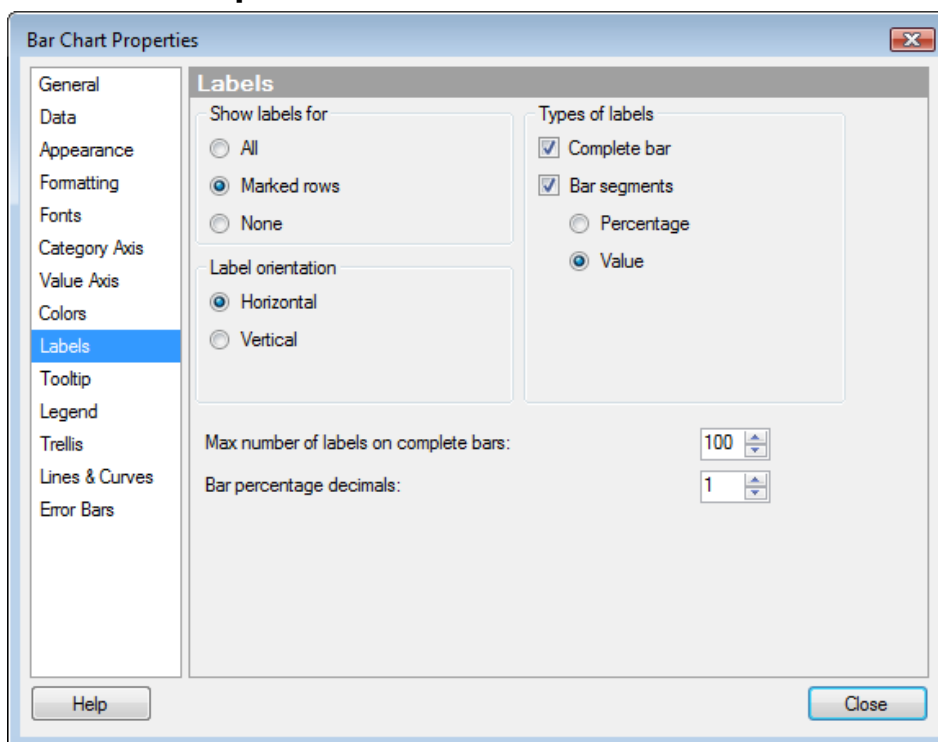 Bar Chart Properties
General
Data
Appearance
Formatting
Fonts
Category Axis
Value Axis
Colors
Labels
Tooltip
Legend
Trellis
Lines & Curves
Error Bars
Labels
Show labels for
All
Marked rows
None
Label orientation
Horizontal
Vertical
Types of labels
Complete bar
Bar segments
Percentage
Value
Max number of labels on complete bars: 100
Bar percentage decimals: 1
Help
Close